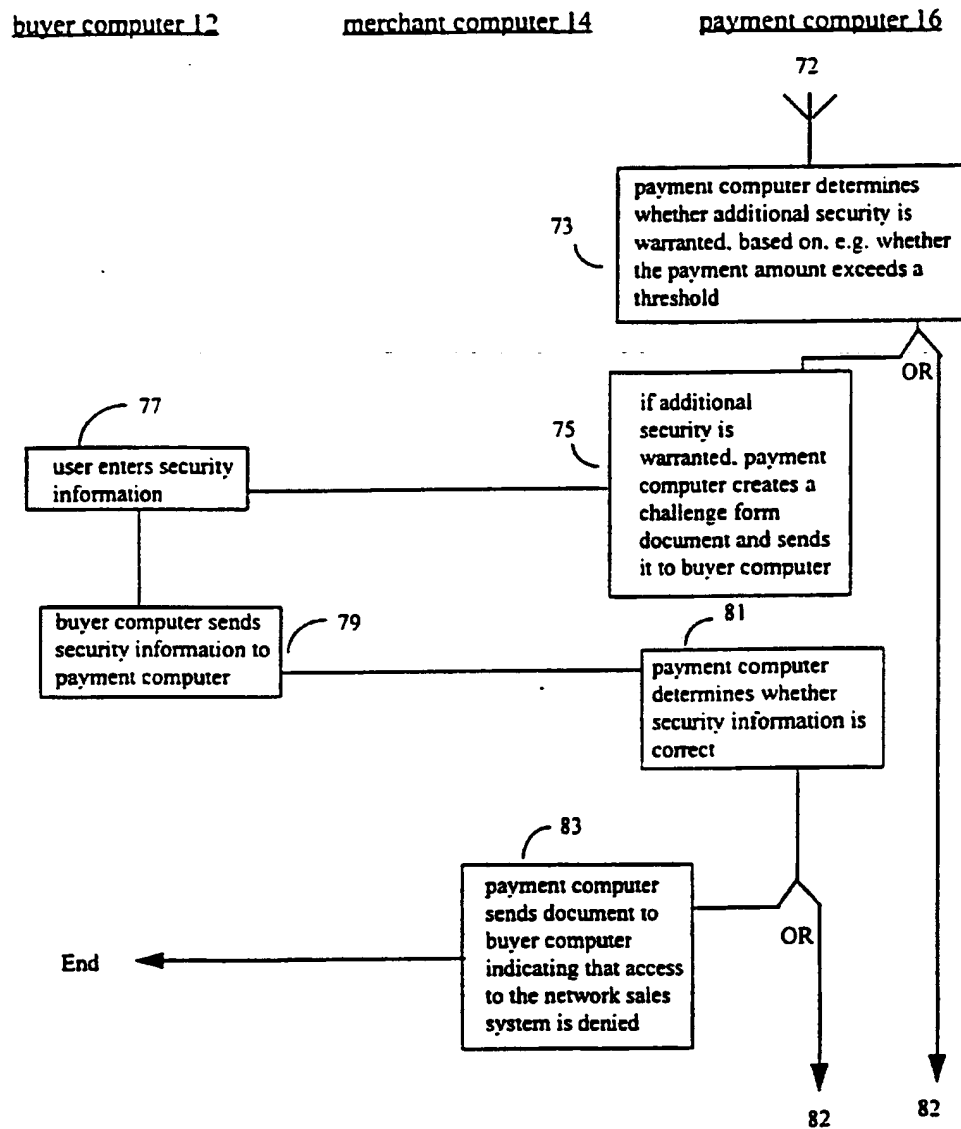 buyer computer 12
merchant computer 14
payment computer 16
72
73
payment computer determines
whether additional security is
warranted, based on, e.g. whether
the payment amount exceeds a
threshold
OR
77
user enters security
information
75
if additional
security is
warranted, payment
computer creates a
challenge form
document and sends
it to buyer computer
buyer computer sends
security information to
payment computer
79
81
payment computer
determines whether
security information is
correct
83
payment computer
sends document to
buyer computer
indicating that access
to the network sales
system is denied
OR
End
82
82